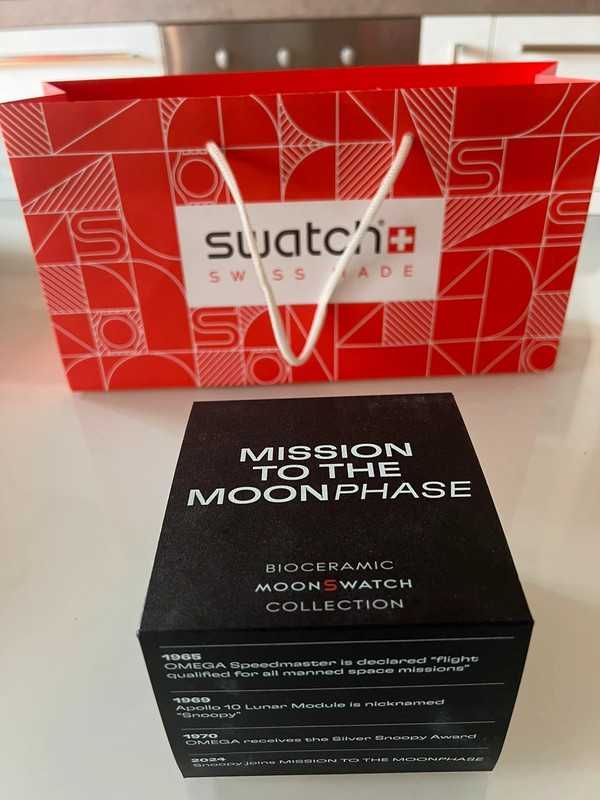 swatch
SWISS MADE
MISSION
TO THE
MOONPHASE
BIOCERAMIC
MOONSWATCH
COLLECTION
1965
OMEGA Speedmaster is declared "flight
qualified for all manned space missions"
1969
Apollo 10 Lunar Module is nicknamed
"Snoopy"
1970
OMEGA receives the Silver Snoopy Award
2024
Snoopy joins MISSION TO THE MOONPHASE